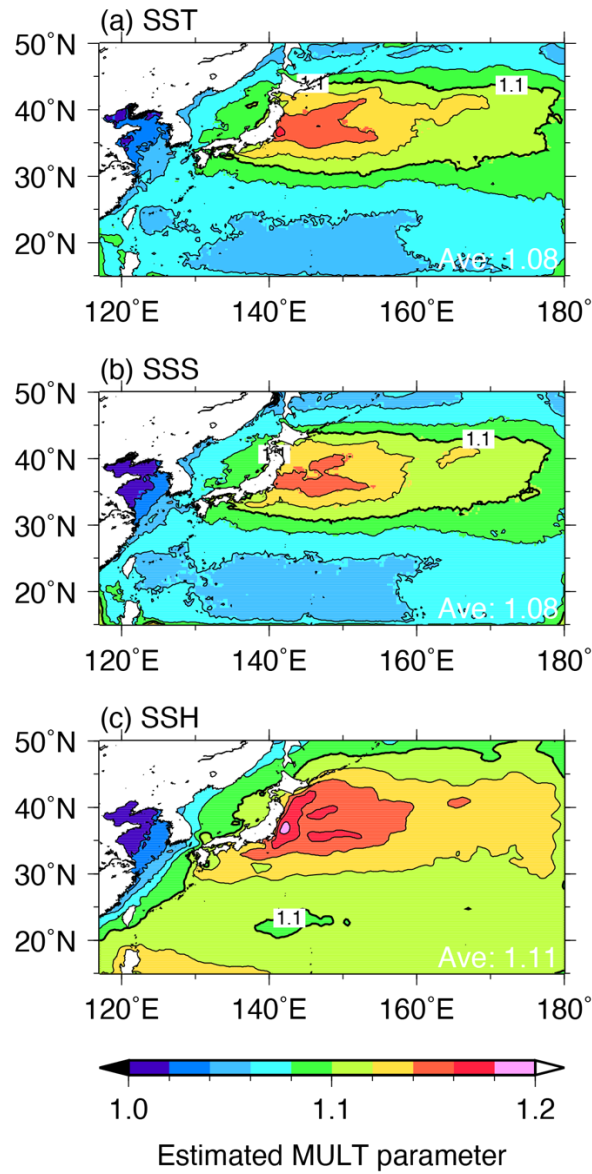 (a) SST
50°N
40°N
30°N
20°N
1.1
1.1
Ave: 1.08
120°E 140°E 160°E 180°
(b) SSS
50°N
40°N
30°N
20°N
1.1
1.1
Ave: 1.08
120°E 140°E 160°E 180°
(c) SSH
50°N
40°N
30°N
20°N
1.1
Ave: 1.11
120°E 140°E 160°E 180°
1.0 1.1 1.2
Estimated MULT parameter